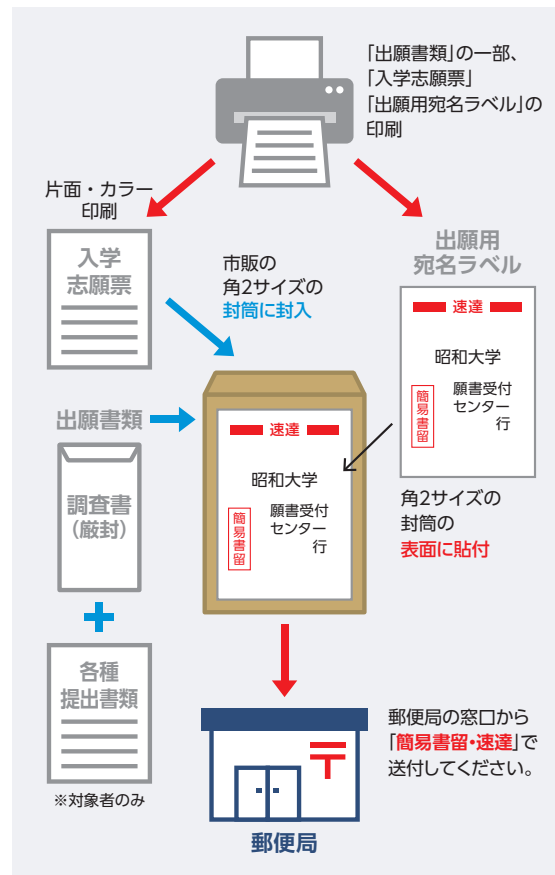 「出願書類」の一部、
「入学志願票」
「出願用宛名ラベル」の
印刷
片面・カラー
印刷
入学
志願票
市販の
角2サイズの
封筒に封入
出願用
宛名ラベル
速達
昭和大学
簡易書留
願書受付
センター
行
出願書類
調査書
(厳封)
速達
昭和大学
簡易書留
願書受付
センター
行
角2サイズの
封筒の
表面に貼付
各種
提出書類
※対象者のみ
郵便局の窓口から
「簡易書留・速達」で
送付してください。
〒
郵便局